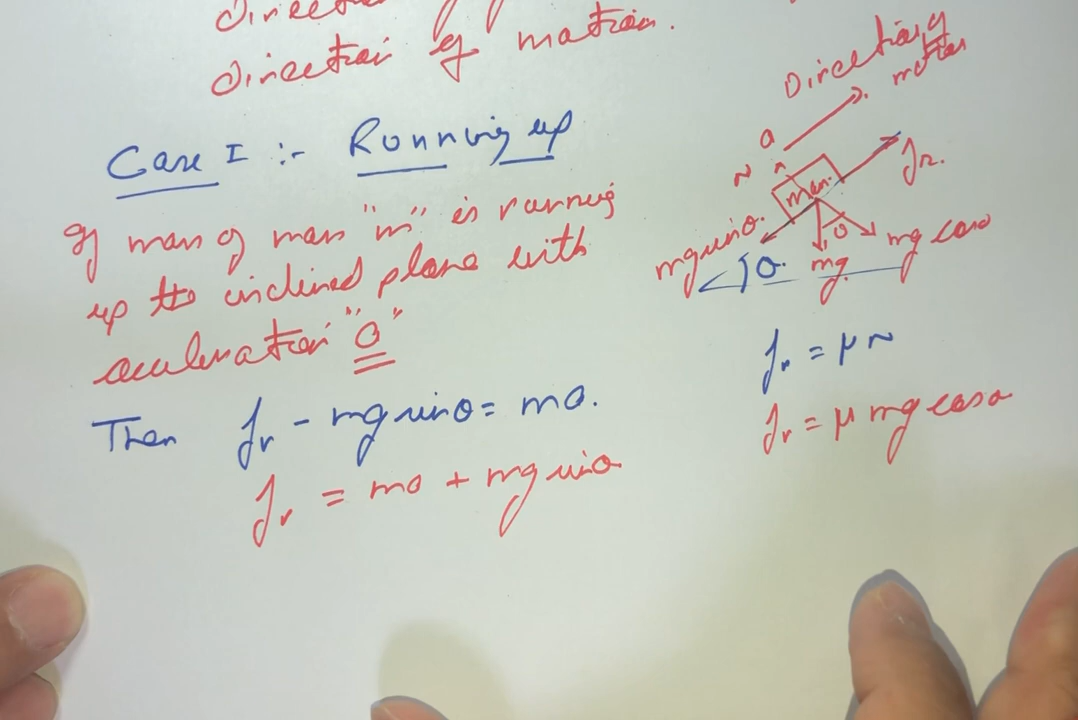 direction of motion.
Case I :- Running up
If man of mass "m" is running
up the inclined plane with
acceleration "a"
Then fr - mg sinθ = ma.
fr = ma + mg sinθ
Direction of
motion
a
N
man.
fr.
mg sinθ.
θ
mg cosθ
θ.
mg.
fr = μN
fr = μ mg cosθ